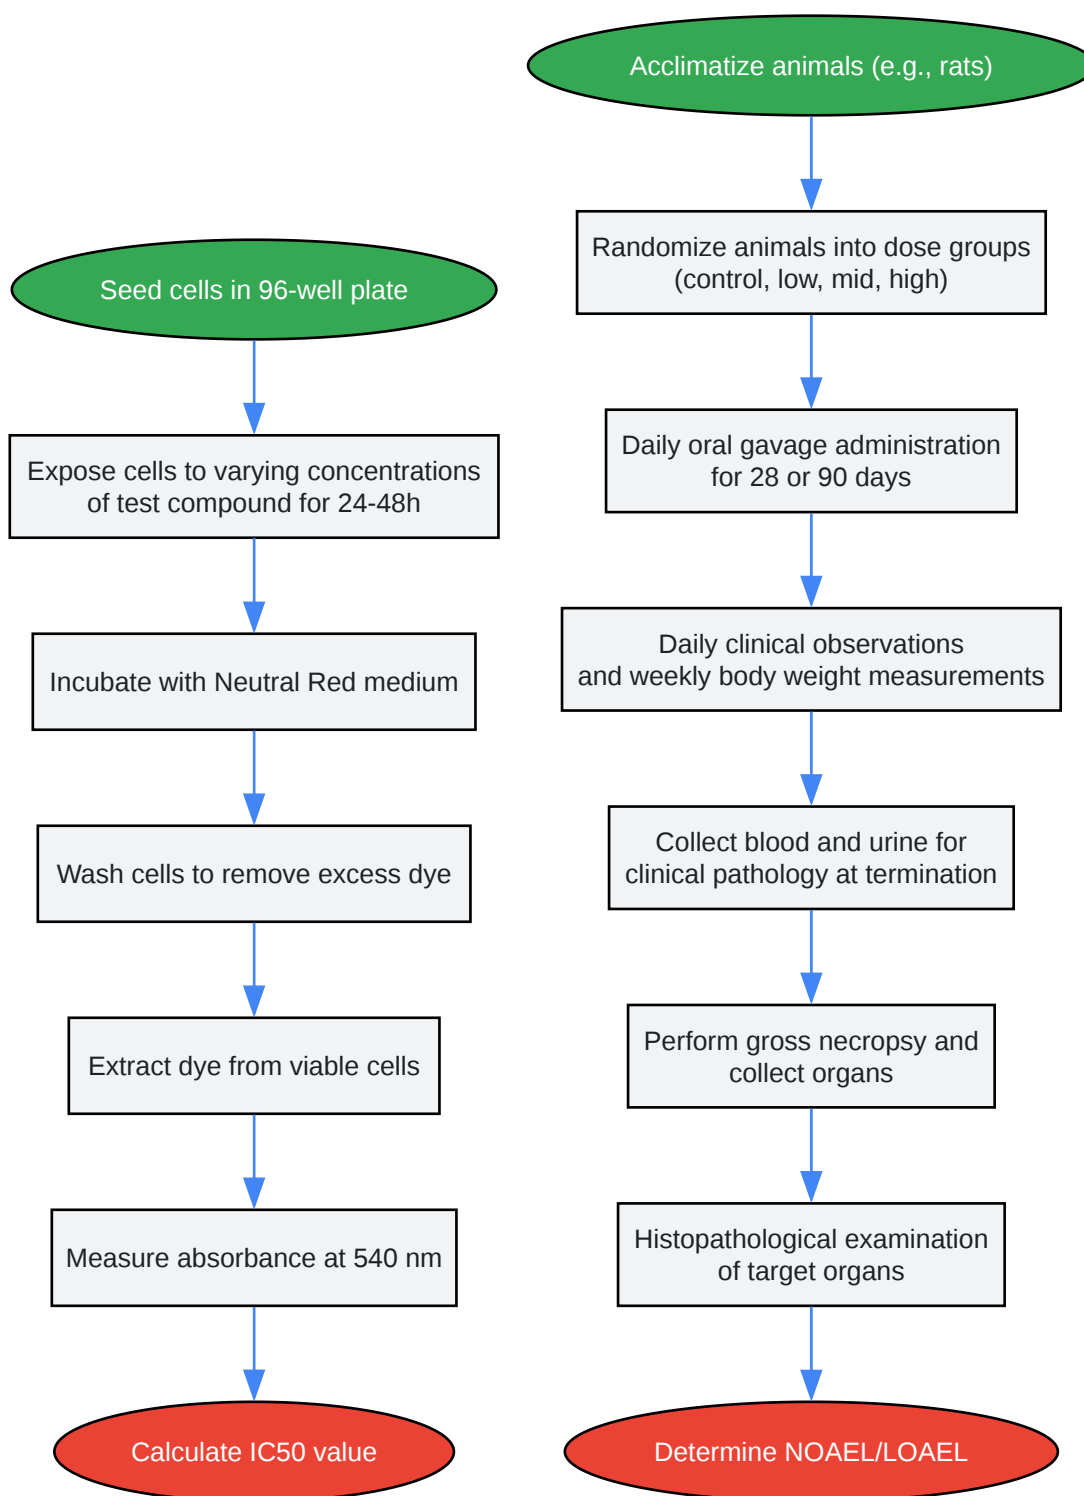 Seed cells in 96-well plate
Expose cells to varying concentrations
of test compound for 24-48h
Incubate with Neutral Red medium
Wash cells to remove excess dye
Extract dye from viable cells
Measure absorbance at 540 nm
Calculate IC50 value
Acclimatize animals (e.g., rats)
Randomize animals into dose groups
(control, low, mid, high)
Daily oral gavage administration
for 28 or 90 days
Daily clinical observations
and weekly body weight measurements
Collect blood and urine for
clinical pathology at termination
Perform gross necropsy and
collect organs
Histopathological examination
of target organs
Determine NOAEL/LOAEL